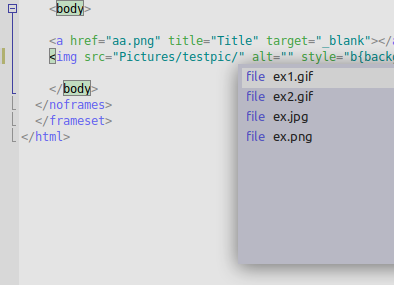 <body>
<a href="aa.png" title="Title" target="_blank"></a
<img src="Pictures/testpic/" alt="" style="b{back
file ex1.gif
file ex2.gif
file ex.jpg
file ex.png
</body>
</noframes>
</frameset>
</html>